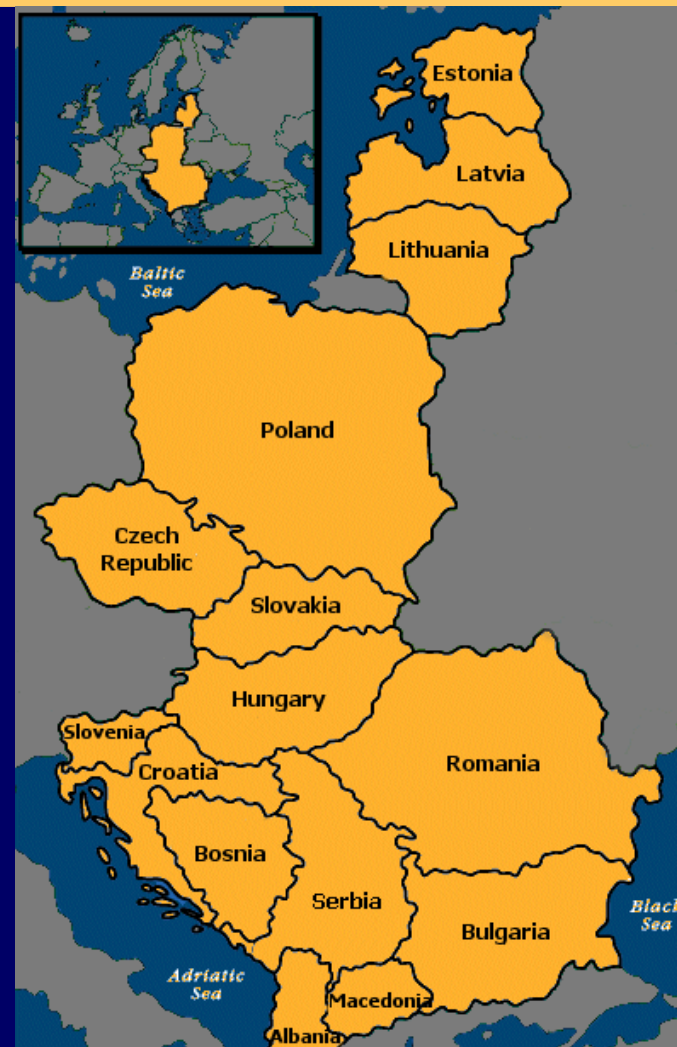 Estonia
Latvia
Lithuania
Baltic
Sea
Poland
Czech
Republic
Slovakia
Hungary
Slovenia
Croatia
Romania
Bosnia
Serbia
Bulgaria
Black
Sea
Adriatic
Sea
Macedonia
Albania